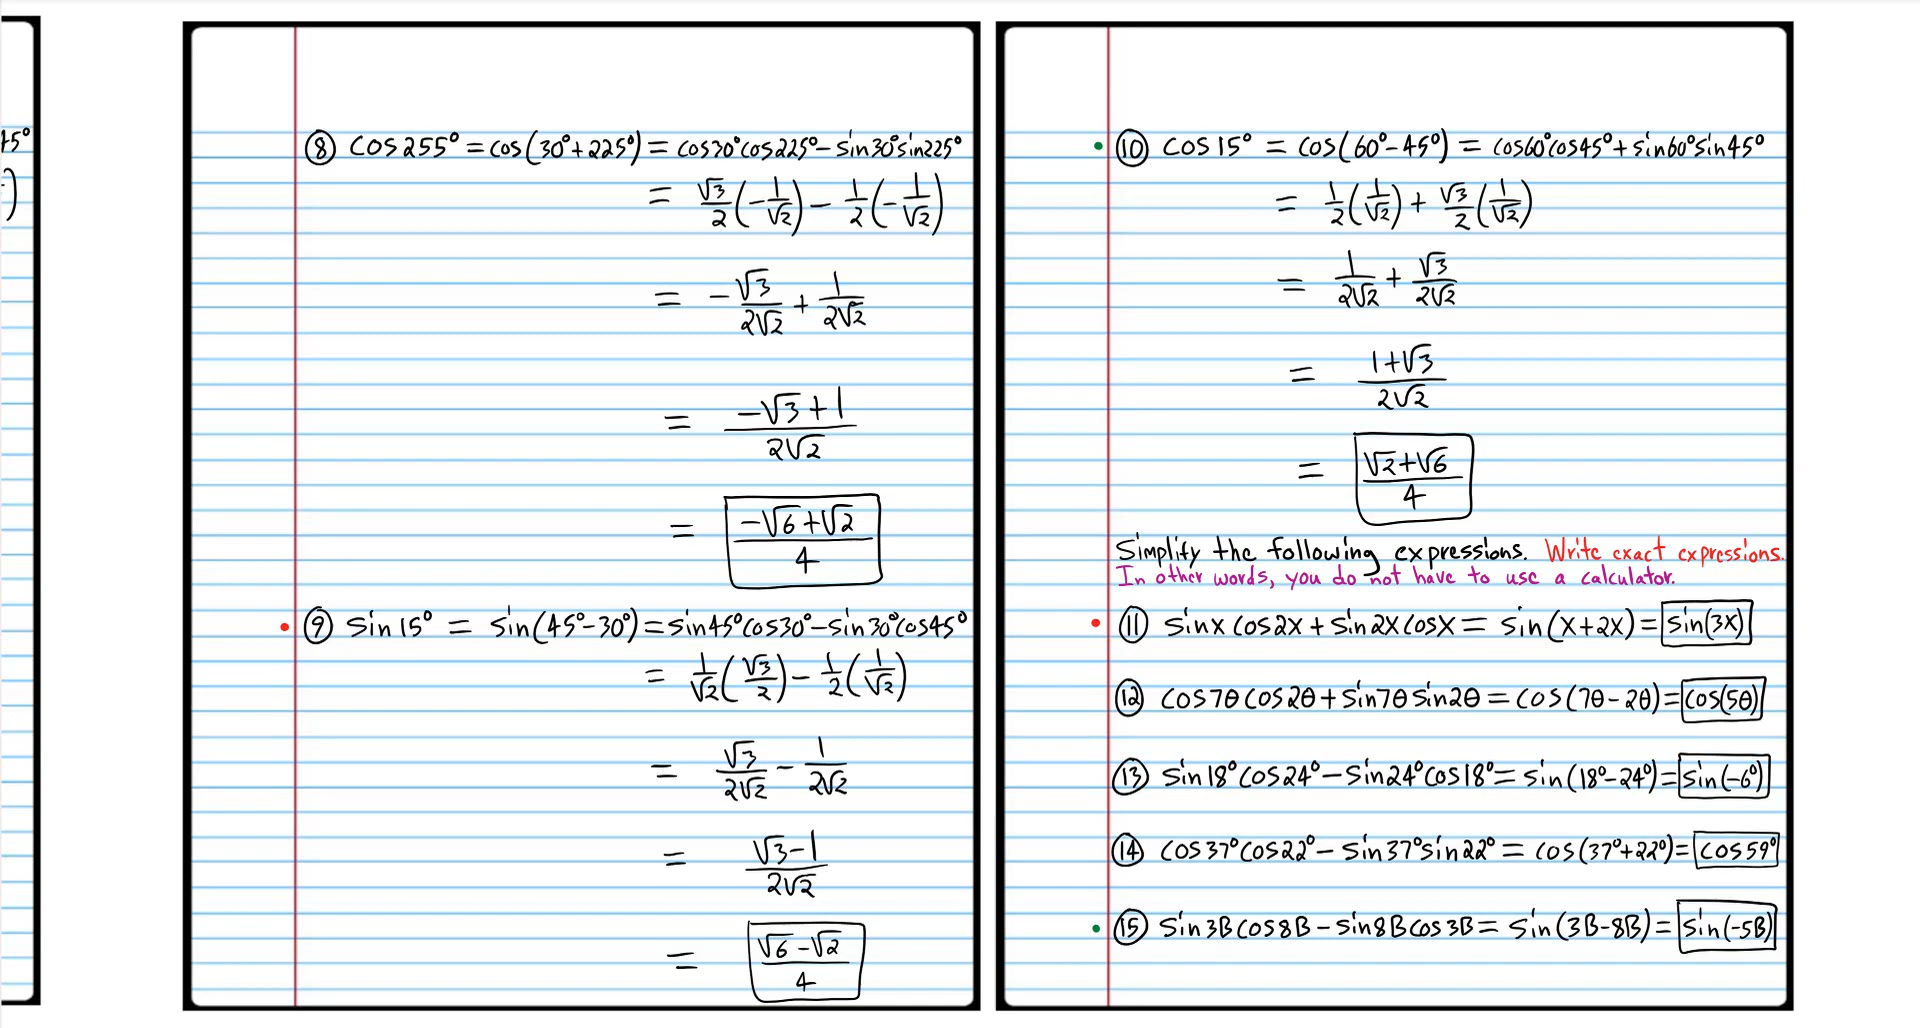 45°
)
⑧ cos255° = cos(30°+225°) = cos30°cos225° − sin30°sin225°
= √3/2(−1/√2) − 1/2(−1/√2)
= −√3/2√2 + 1/2√2
= −√3+1/2√2
= −√6+√2/4
⑨ sin15° = sin(45°−30°) = sin45°cos30° − sin30°cos45°
= 1/√2(√3/2) − 1/2(1/√2)
= √3/2√2 − 1/2√2
= √3−1/2√2
= √6−√2/4
⑩ cos15° = cos(60°−45°) = cos60°cos45° + sin60°sin45°
= 1/2(1/√2) + √3/2(1/√2)
= 1/2√2 + √3/2√2
= 1+√3/2√2
= √2+√6/4
Simplify the following expressions. Write exact expressions.
In other words, you do not have to use a calculator.
⑪ sinx cos2x + sin2x cosx = sin(x+2x) = sin(3x)
⑫ cos7θ cos2θ + sin7θ sin2θ = cos(7θ−2θ) = cos(5θ)
⑬ sin18° cos24° − sin24° cos18° = sin(18°−24°) = sin(−6°)
⑭ cos37°cos22° − sin37°sin22° = cos(37°+22°) = cos59°
⑮ sin3B cos8B − sin8B cos3B = sin(3B−8B) = sin(−5B)